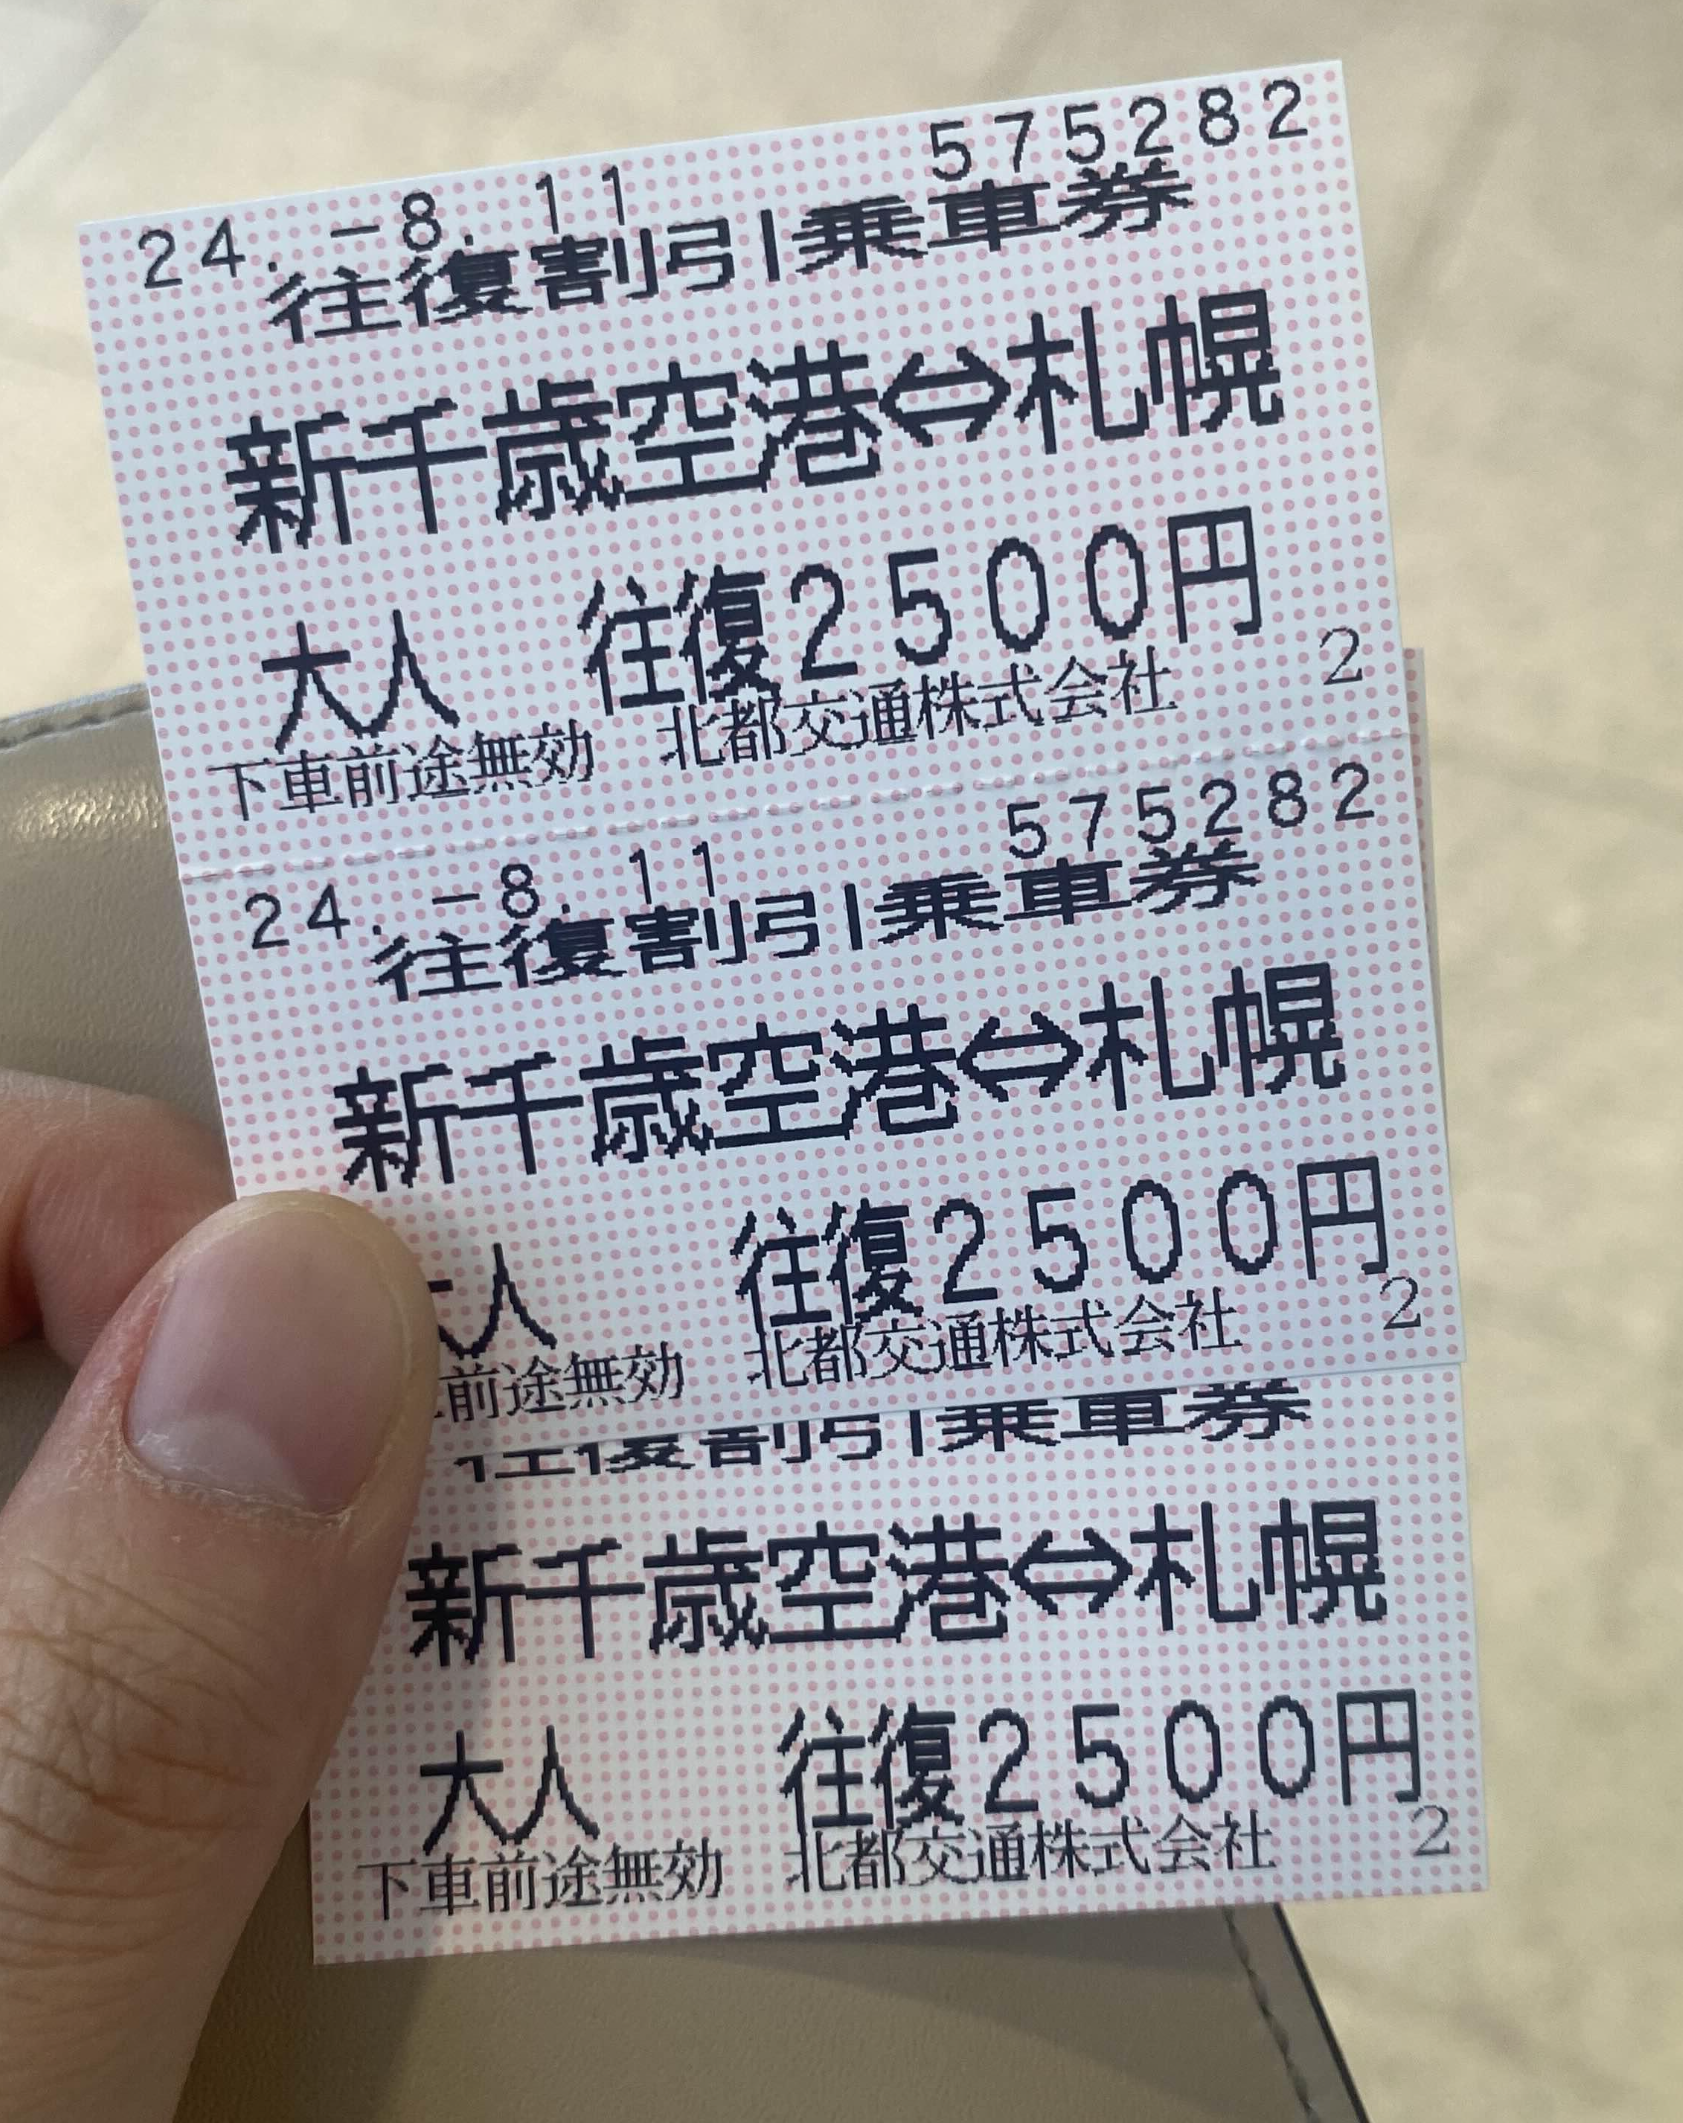 24.-8.11 575282
往復割引乗車券
新千歳空港⇔札幌
大人 往復2500円
下車前途無効 北都交通株式会社 2
24.-8.11 575282
往復割引乗車券
新千歳空港⇔札幌
人 往復2500円
前途無効 北都交通株式会社 2
往復割引乗車券
新千歳空港⇔札幌
大人 往復2500円
下車前途無効 北都交通株式会社 2